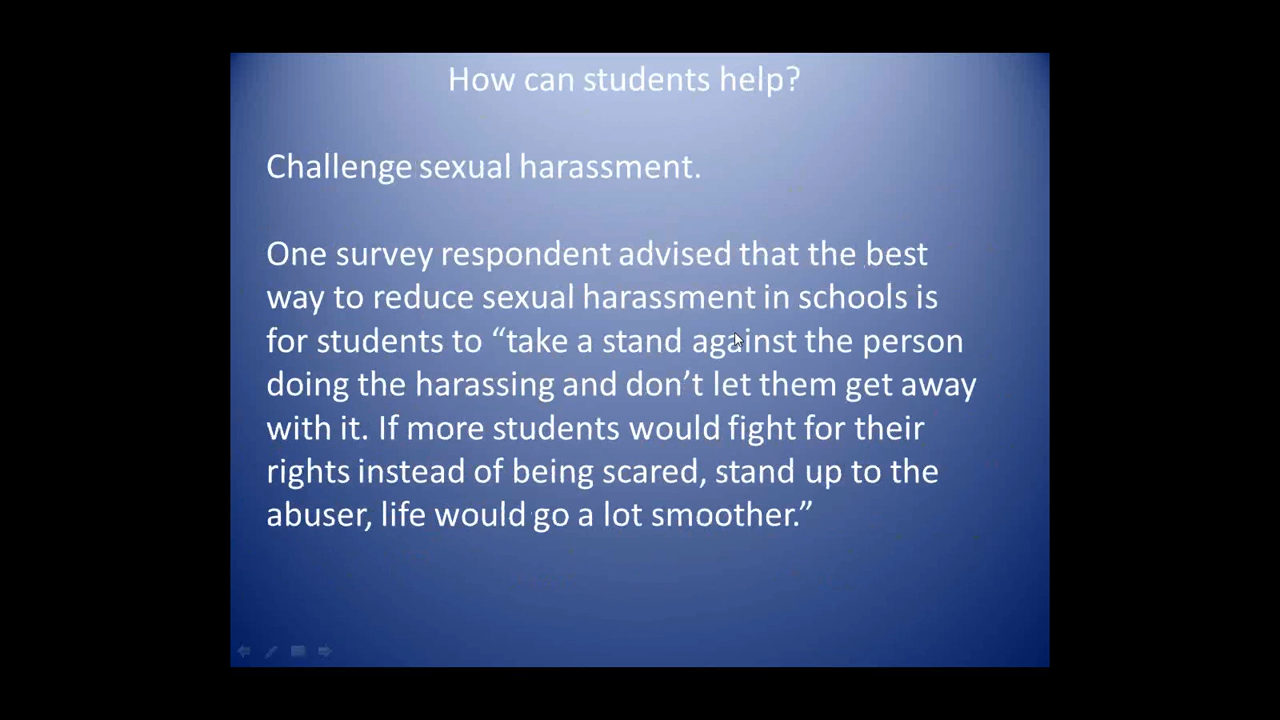 How can students help?
Challenge sexual harassment.
One survey respondent advised that the best
way to reduce sexual harassment in schools is
for students to “take a stand against the person
doing the harassing and don’t let them get away
with it. If more students would fight for their
rights instead of being scared, stand up to the
abuser, life would go a lot smoother.”